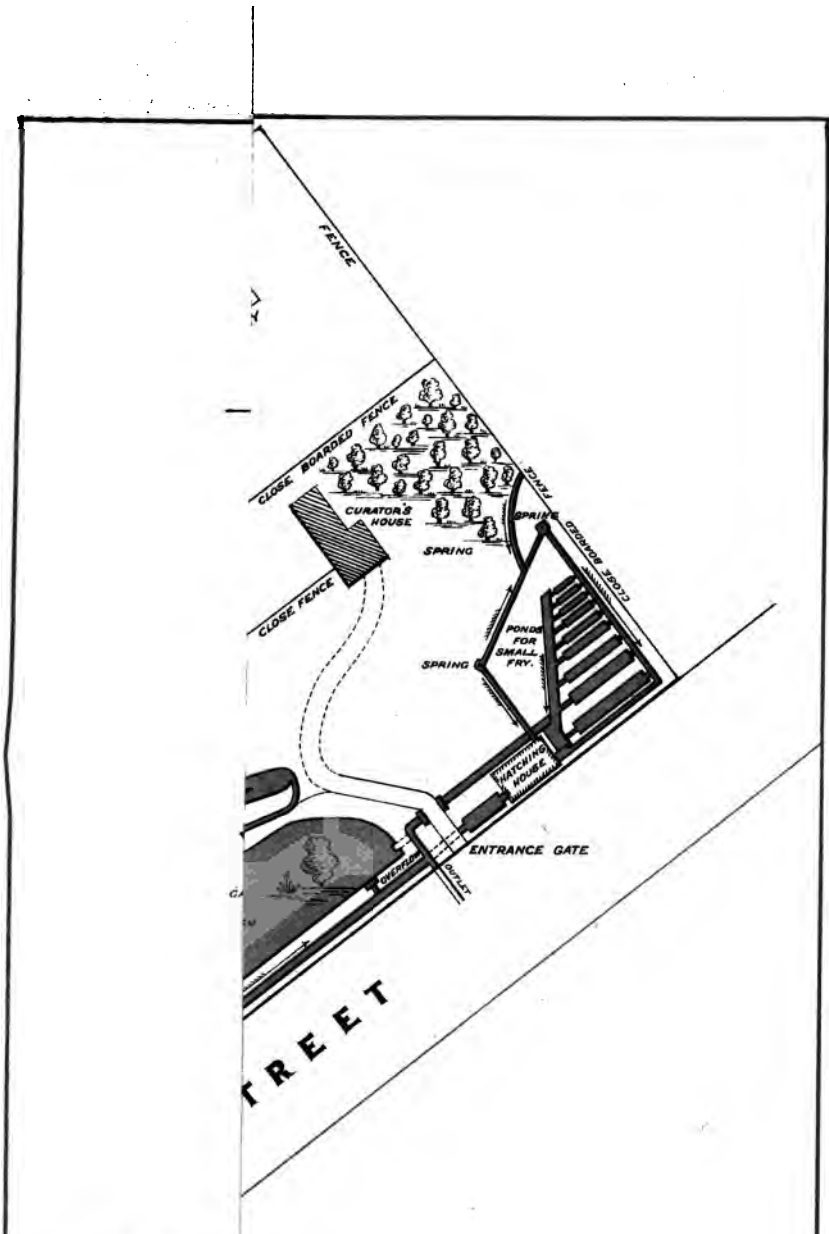 FENCE
CLOSE BOARDED FENCE
CURATOR'S
HOUSE
SPRING
FENCE
SPRING
CLOSE BOARDED
CLOSE FENCE
PONDS
FOR
SMALL
FRY.
SPRING
HATCHING
HOUSE
ENTRANCE GATE
OVERFLOW
OUTLET
GA
TREET